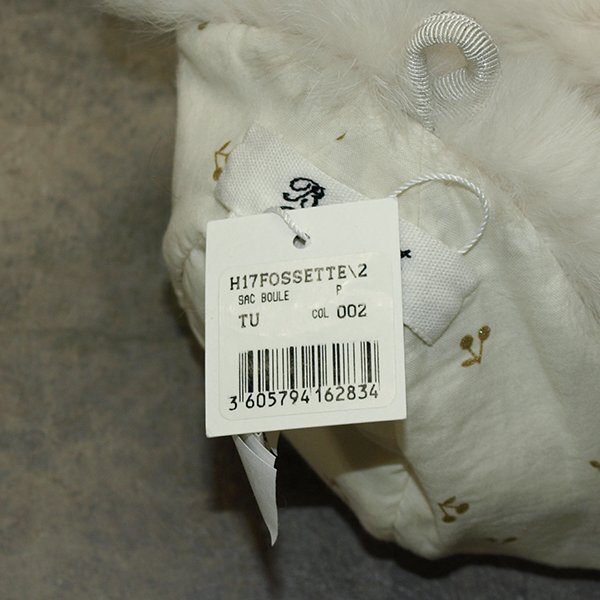 H17FOSSETTE\2
SAC BOULE P
TU COL 002
3 605794 162834